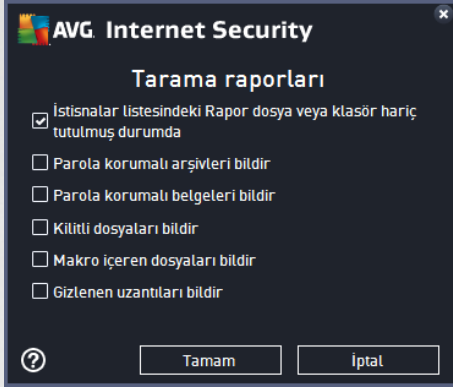 AVG. Internet Security
Tarama raporları
İstisnalar listesindeki Rapor dosya veya klasör hariç
tutulmuş durumda
Parola korumalı arşivleri bildir
Parola korumalı belgeleri bildir
Kilitli dosyaları bildir
Makro içeren dosyaları bildir
Gizlenen uzantıları bildir
Tamam İptal